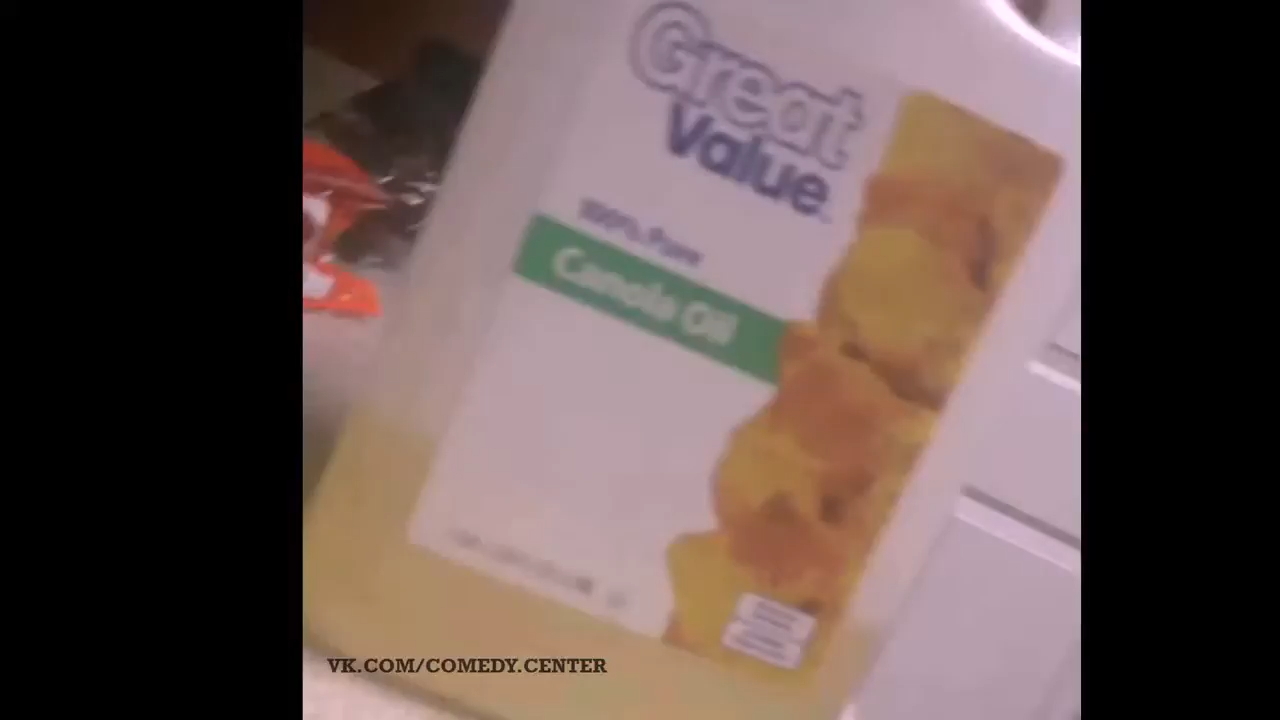 Great
Value
100% Pure
Canola Oil
VK.COM/COMEDY.CENTER